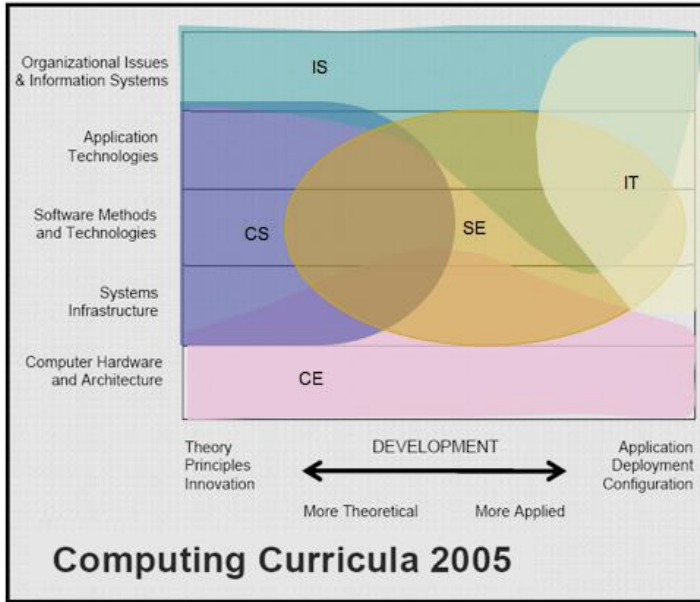 Organizational Issues
& Information Systems
IS
Application
Technologies
IT
Software Methods
and Technologies
CS
SE
Systems
Infrastructure
Computer Hardware
and Architecture
CE
Theory
Principles
Innovation
DEVELOPMENT
Application
Deployment
Configuration
More Theoretical
More Applied
Computing Curricula 2005